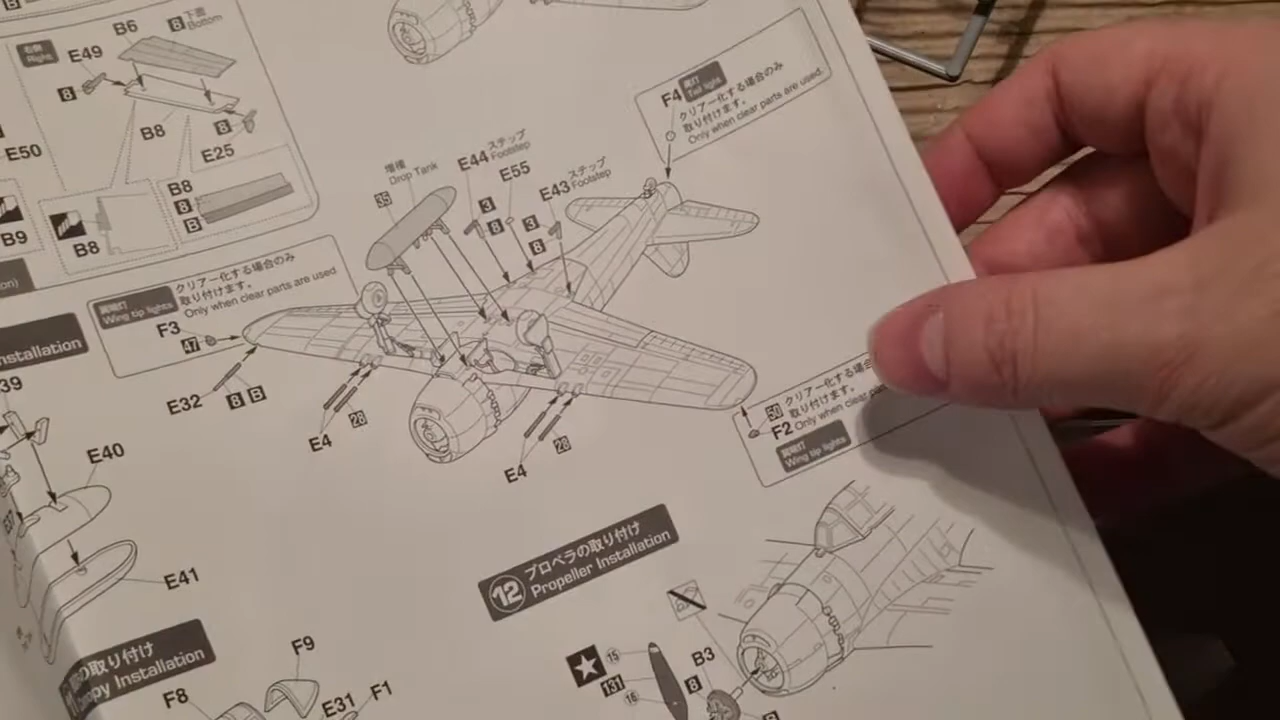 B
右側
Right
E49
B6
8
下面
Bottom
8
B8
8
E25
E50
B9
B8
B8
8
B
F4
尾灯
Tail light
クリアー化する場合のみ
取り付けます。
Only when clear parts are used.
増槽
Drop Tank
35
E44
ステップ
Footstep
3
8
E55
E43
ステップ
Footstep
3
8
翼端灯
Wing tip lights
クリアー化する場合のみ
取り付けます。
Only when clear parts are used
F3
47
E32
8 B
E4
28
E4
28
50
クリアー化する場合
取り付けます。
F2
Only when clear
翼端灯
Wing tip lights
nstallation
39
E40
E37
E41
の取り付け
Canopy Installation
F9
F8
E31
F1
12
プロペラの取り付け
Propeller Installation
15
131
16
B3
8